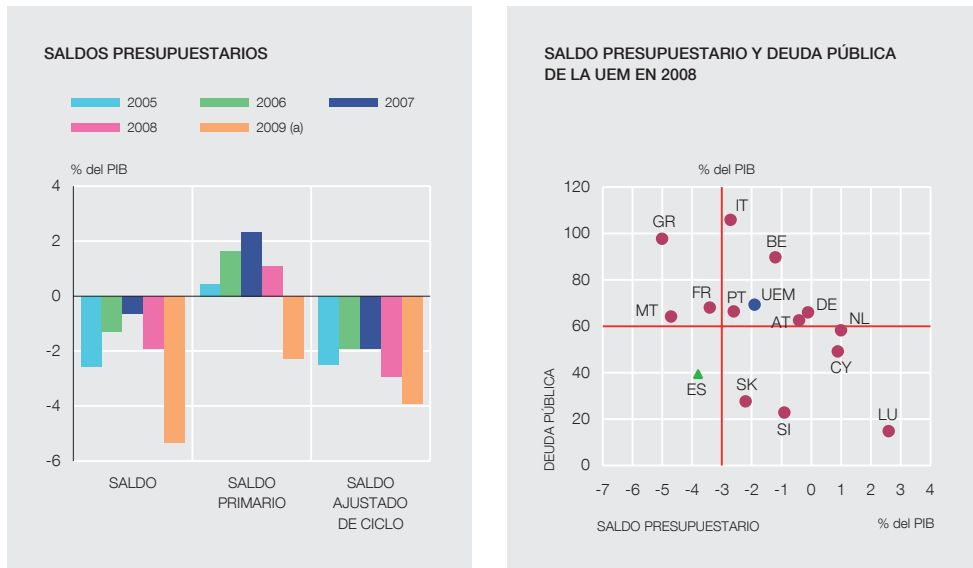 SALDOS PRESUPUESTARIOS
2005 2006 2007
2008 2009 (a)
% del PIB
4
2
0
-2
-4
-6
SALDO SALDO PRIMARIO SALDO AJUSTADO DE CICLO
SALDO PRESUPUESTARIO Y DEUDA PÚBLICA
DE LA UEM EN 2008
% del PIB
120
100
80
60
40
20
0
DEUDA PÚBLICA
IT
GR
BE
FR
PT
UEM
MT
AT
DE
NL
CY
ES
SK
SI
LU
-7 -6 -5 -4 -3 -2 -1 0 1 2 3 4
SALDO PRESUPUESTARIO % del PIB